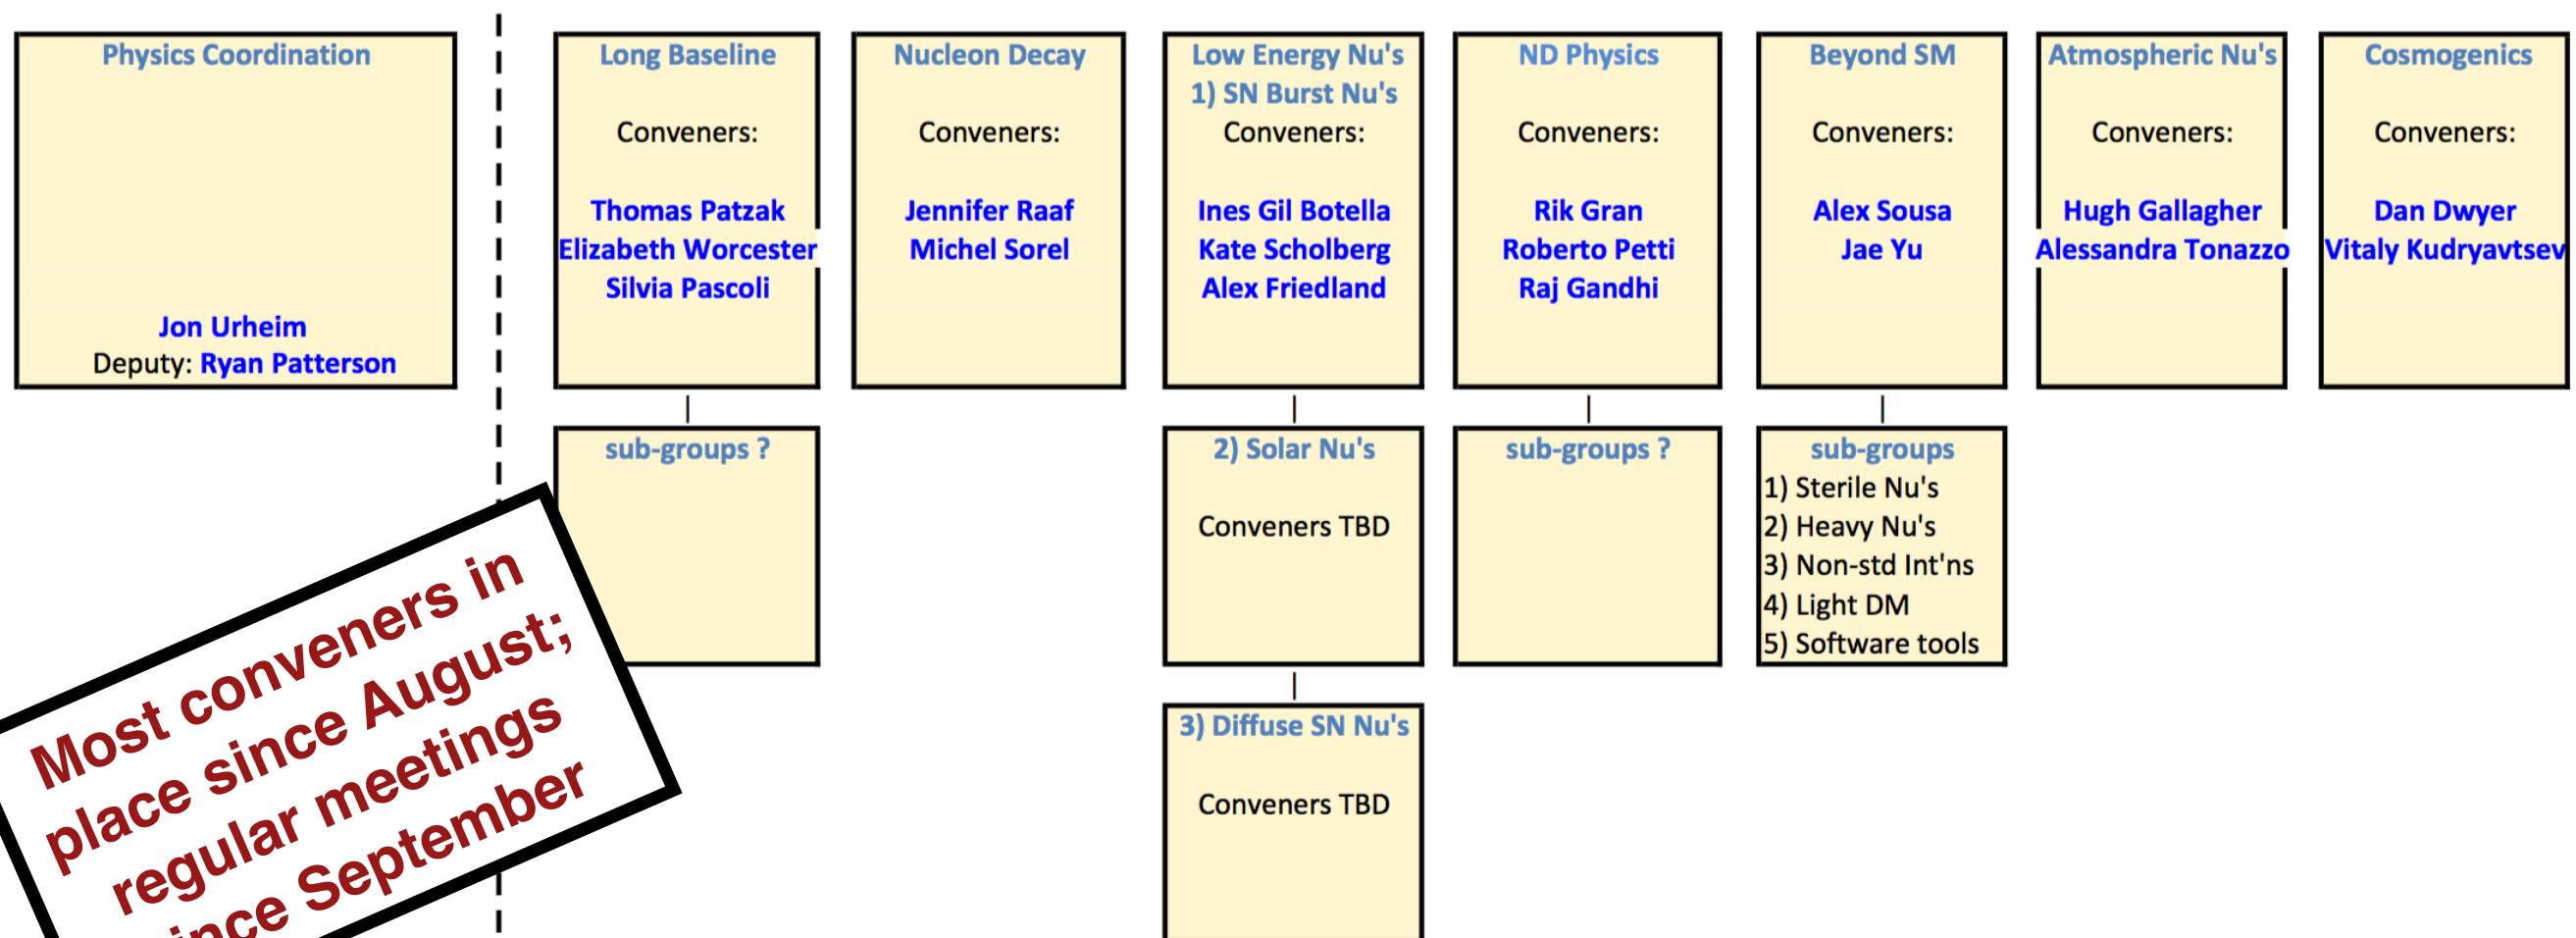 Physics Coordination
Jon Urheim
Deputy: Ryan Patterson
Long Baseline
Conveners:
Thomas Patzak
Elizabeth Worcester
Silvia Pascoli
sub-groups ?
Nucleon Decay
Conveners:
Jennifer Raaf
Michel Sorel
Low Energy Nu's
1) SN Burst Nu's
Conveners:
Ines Gil Botella
Kate Scholberg
Alex Friedland
2) Solar Nu's
Conveners TBD
3) Diffuse SN Nu's
Conveners TBD
ND Physics
Conveners:
Rik Gran
Roberto Petti
Raj Gandhi
sub-groups ?
Beyond SM
Conveners:
Alex Sousa
Jae Yu
sub-groups
1) Sterile Nu's
2) Heavy Nu's
3) Non-std Int'ns
4) Light DM
5) Software tools
Atmospheric Nu's
Conveners:
Hugh Gallagher
Alessandra Tonazzo
Cosmogenics
Conveners:
Dan Dwyer
Vitaly Kudryavtsev
Most conveners in
place since August;
regular meetings
ince September